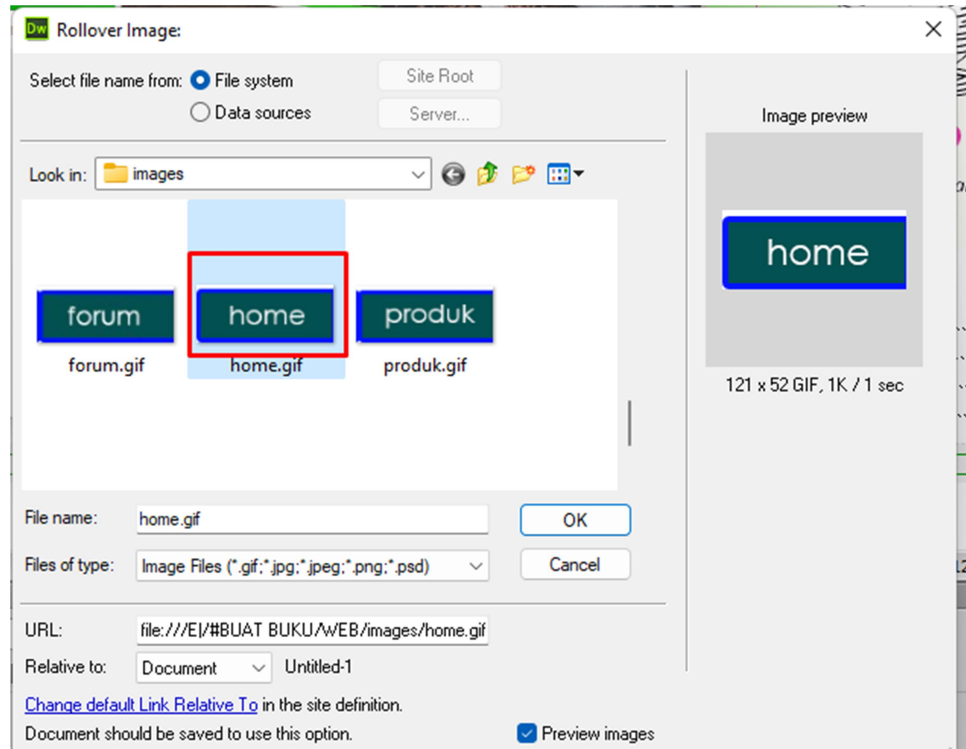 Dw Rollover Image:
Select file name from: File system Site Root
Data sources Server...
Image preview
Look in: images
home
forum home produk
forum.gif home.gif produk.gif
121 x 52 GIF, 1K / 1 sec
File name: home.gif OK
Files of type: Image Files (*.gif;*.jpg;*.jpeg;*.png;*.psd) Cancel
URL: file:///E|/#BUAT BUKU/WEB/images/home.gif
Relative to: Document Untitled-1
Change default Link Relative To in the site definition.
Document should be saved to use this option. Preview images